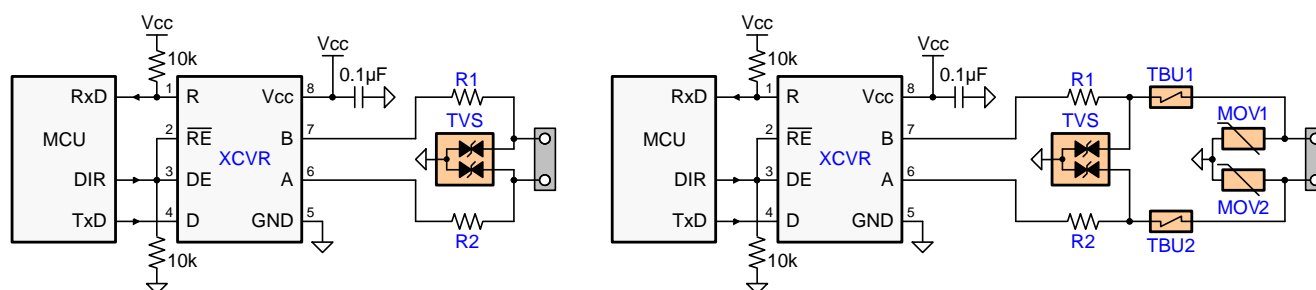 Vcc
10k
Vcc
0.1µF
R1
RxD
1
R
Vcc
8
TVS
MCU
2
RE
B
7
XCVR
DIR
3
DE
A
6
TxD
4
D
GND
5
R2
10k
Vcc
10k
Vcc
0.1µF
R1
TBU1
RxD
1
R
Vcc
8
TVS
MOV1
MCU
2
RE
B
7
XCVR
DIR
3
DE
A
6
TxD
4
D
GND
5
R2
MOV2
TBU2
10k